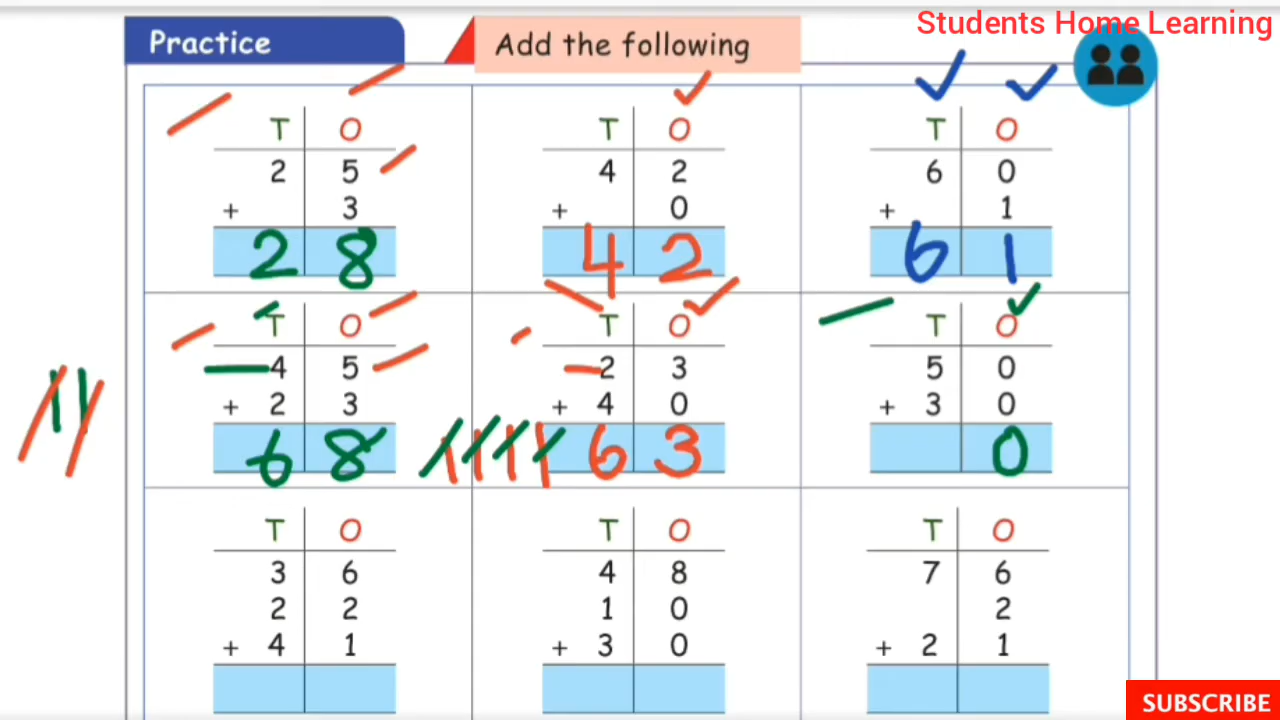 Students Home Learning
Practice Add the following
T O T O T O
2 5 4 2 6 0
+ 3 + 0 + 1
2 8 4 2 6 1
T O T O T O
4 5 2 3 5 0
+ 2 3 + 4 0 + 3 0
6 8 6 3 0
T O T O T O
3 6 4 8 7 6
2 2 1 0 2
+ 4 1 + 3 0 + 2 1
SUBSCRIBE